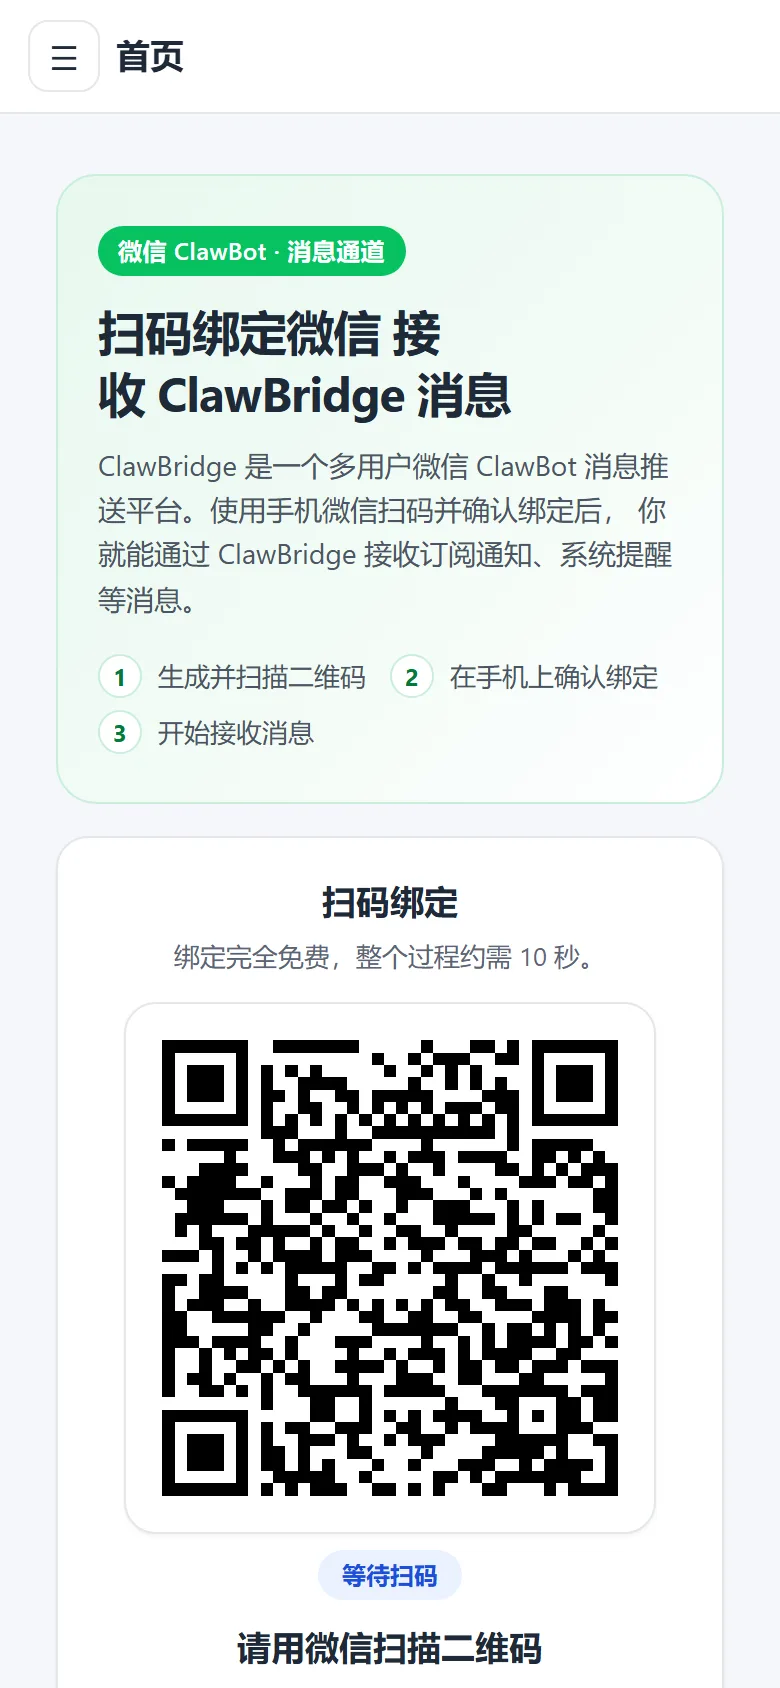 首页
微信 ClawBot · 消息通道
扫码绑定微信 接
收 ClawBridge 消息
ClawBridge 是一个多用户微信 ClawBot 消息推
送平台。使用手机微信扫码并确认绑定后， 你
就能通过 ClawBridge 接收订阅通知、系统提醒
等消息。
1 生成并扫描二维码 2 在手机上确认绑定
3 开始接收消息
扫码绑定
绑定完全免费，整个过程约需 10 秒。
等待扫码
请用微信扫描二维码